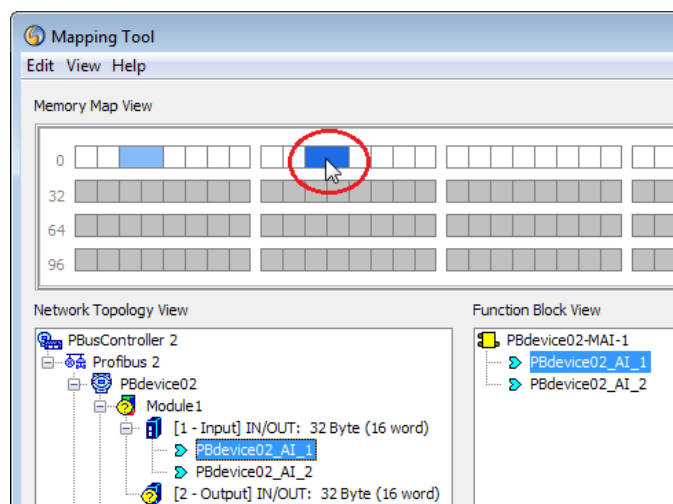 Mapping Tool
Edit View Help
Memory Map View
0
32
64
96
Network Topology View
PBusController 2
Profibus 2
PBdevice02
Module1
[1 - Input] IN/OUT: 32 Byte (16 word)
PBdevice02_AI_1
PBdevice02_AI_2
[2 - Output] IN/OUT: 32 Byte (16 word)
Function Block View
PBdevice02-MAI-1
PBdevice02_AI_1
PBdevice02_AI_2